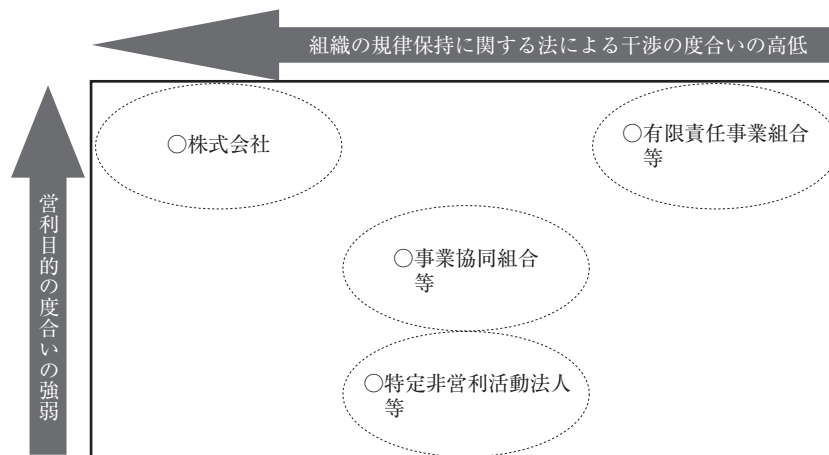 組織の規律保持に関する法による干渉の度合いの高低
営利目的の度合いの強弱
○株式会社
○有限責任事業組合
等
○事業協同組合
等
○特定非営利活動法人
等